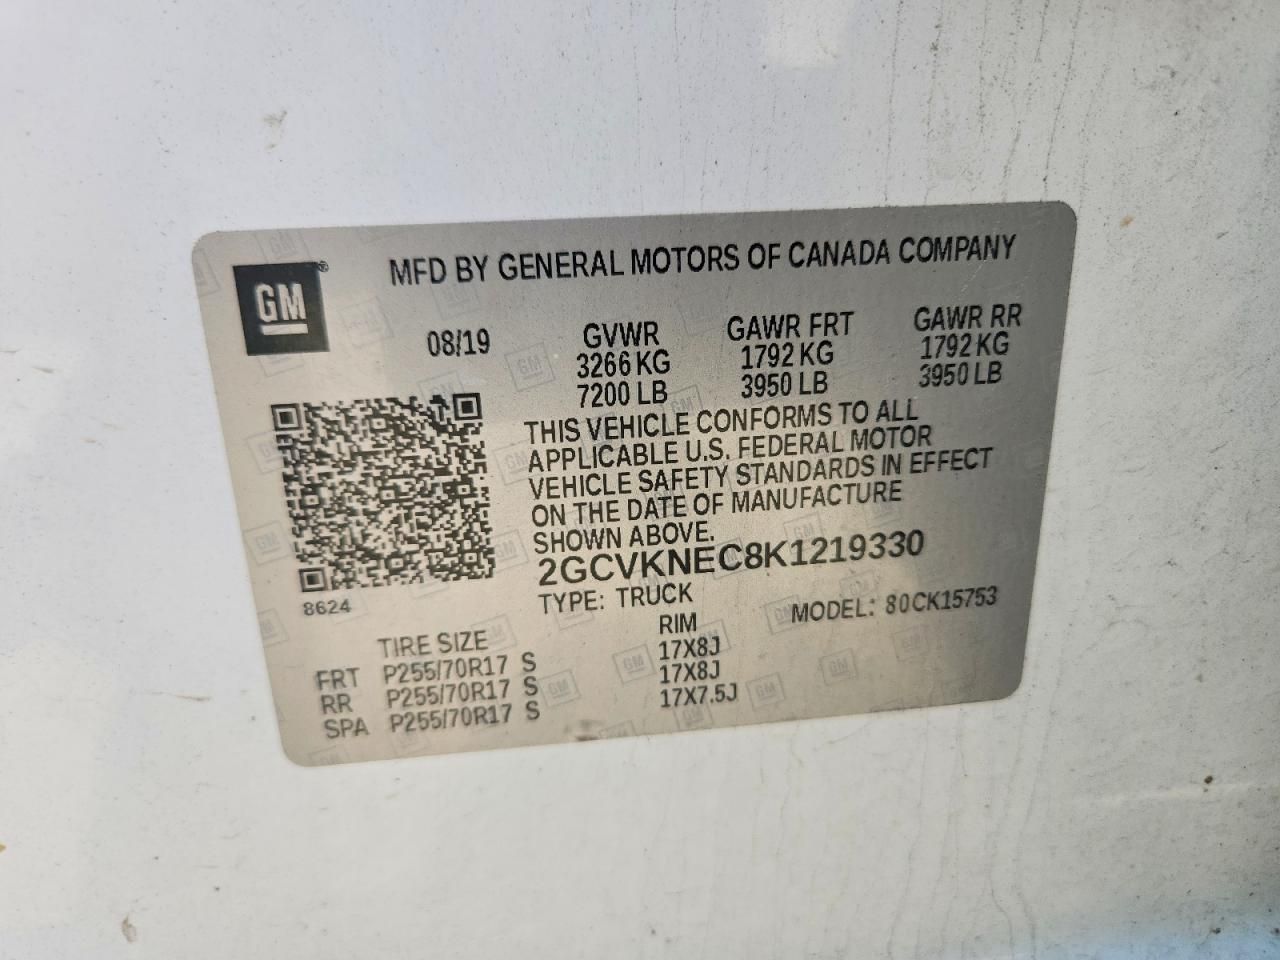 GM®
MFD BY GENERAL MOTORS OF CANADA COMPANY
08/19
GVWR
3266 KG
7200 LB
GAWR FRT
1792 KG
3950 LB
GAWR RR
1792 KG
3950 LB
THIS VEHICLE CONFORMS TO ALL
APPLICABLE U.S. FEDERAL MOTOR
VEHICLE SAFETY STANDARDS IN EFFECT
ON THE DATE OF MANUFACTURE
SHOWN ABOVE.
2GCVKNEC8K1219330
TYPE: TRUCK
MODEL: 80CK15753
8624
TIRE SIZE RIM
FRT P255/70R17 S 17X8J
RR P255/70R17 S 17X8J
SPA P255/70R17 S 17X7.5J